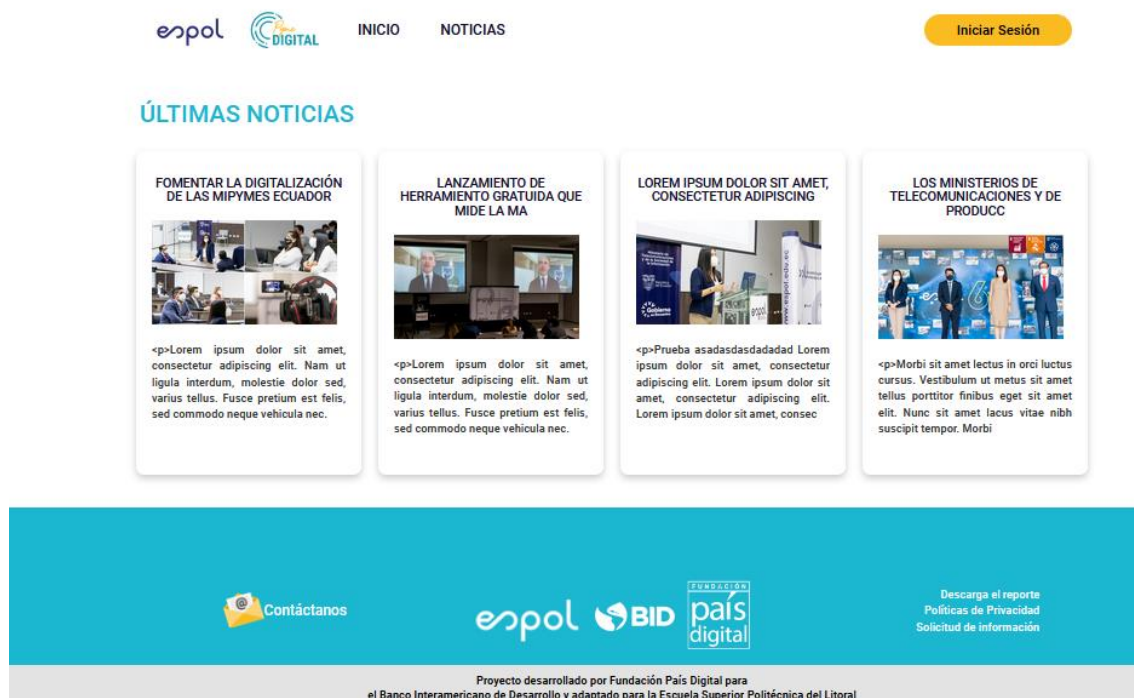 espol
Pyme
DIGITAL
INICIO
NOTICIAS
Iniciar Sesión
ÚLTIMAS NOTICIAS
FOMENTAR LA DIGITALIZACIÓN
DE LAS MIPYMES ECUADOR
<p>Lorem ipsum dolor sit amet,
consectetur adipiscing elit. Nam ut
ligula interdum, molestie dolor sed,
varius tellus. Fusce pretium est felis,
sed commodo neque vehicula nec.
LANZAMIENTO DE
HERRAMIENTO GRATUIDA QUE
MIDE LA MA
<p>Lorem ipsum dolor sit amet,
consectetur adipiscing elit. Nam ut
ligula interdum, molestie dolor sed,
varius tellus. Fusce pretium est felis,
sed commodo neque vehicula nec.
LOREM IPSUM DOLOR SIT AMET,
CONSECTETUR ADIPISCING
Gobierno
www.espol.edu.ec
espol
<p>Prueba asadasdasdadadad Lorem
ipsum dolor sit amet, consectetur
adipiscing elit. Lorem ipsum dolor sit
amet, consectetur adipiscing elit.
Lorem ipsum dolor sit amet, consec
LOS MINISTERIOS DE
TELECOMUNICACIONES Y DE
PRODUCC
<p>Morbi sit amet lectus in orci luctus
cursus. Vestibulum ut metus sit amet
tellus porttitor finibus eget sit amet
elit. Nunc sit amet lacus vitae nibh
suscipit tempor. Morbi
Contáctanos
espol
BID
FUNDACIÓN
país
digital
Descarga el reporte
Políticas de Privacidad
Solicitud de información
Proyecto desarrollado por Fundación País Digital para
el Banco Interamericano de Desarrollo y adaptado para la Escuela Superior Politécnica del Litoral